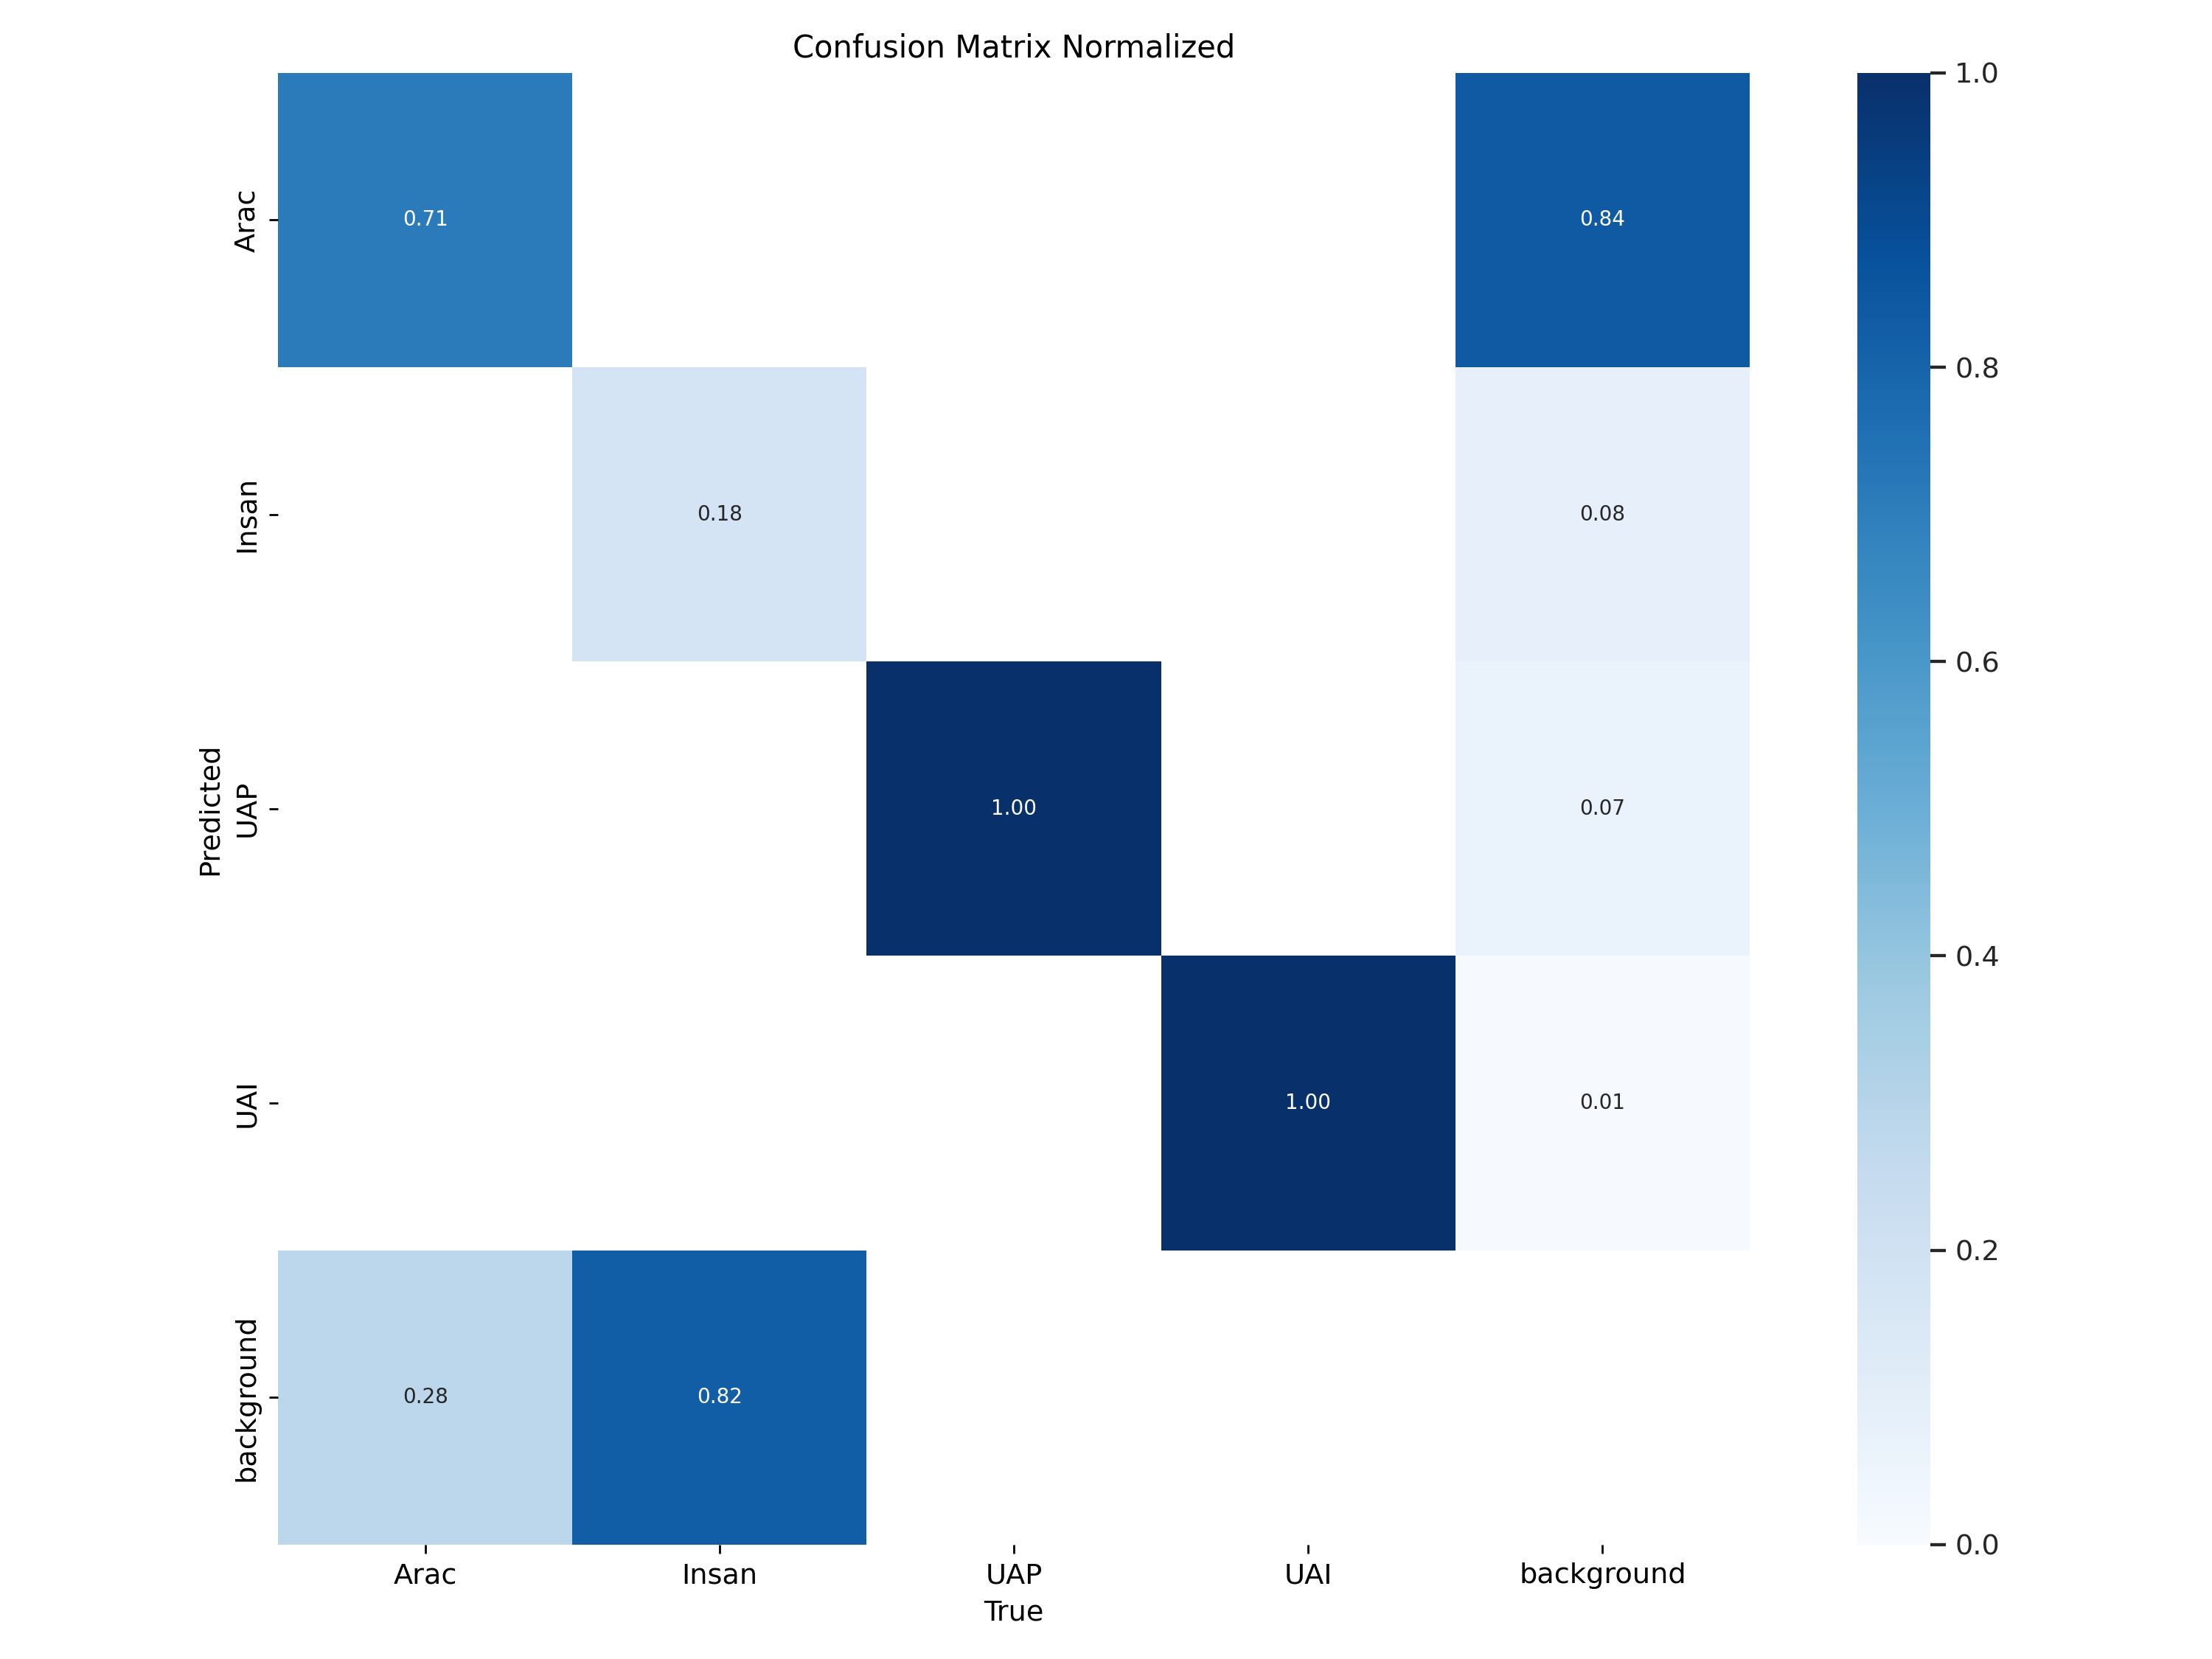 Confusion Matrix Normalized
1.0
Arac
0.71
0.84
0.8
Insan
0.18
0.08
0.6
Predicted
UAP
1.00
0.07
0.4
UAI
1.00
0.01
0.2
background
0.28
0.82
0.0
Arac
Insan
UAP
UAI
background
True